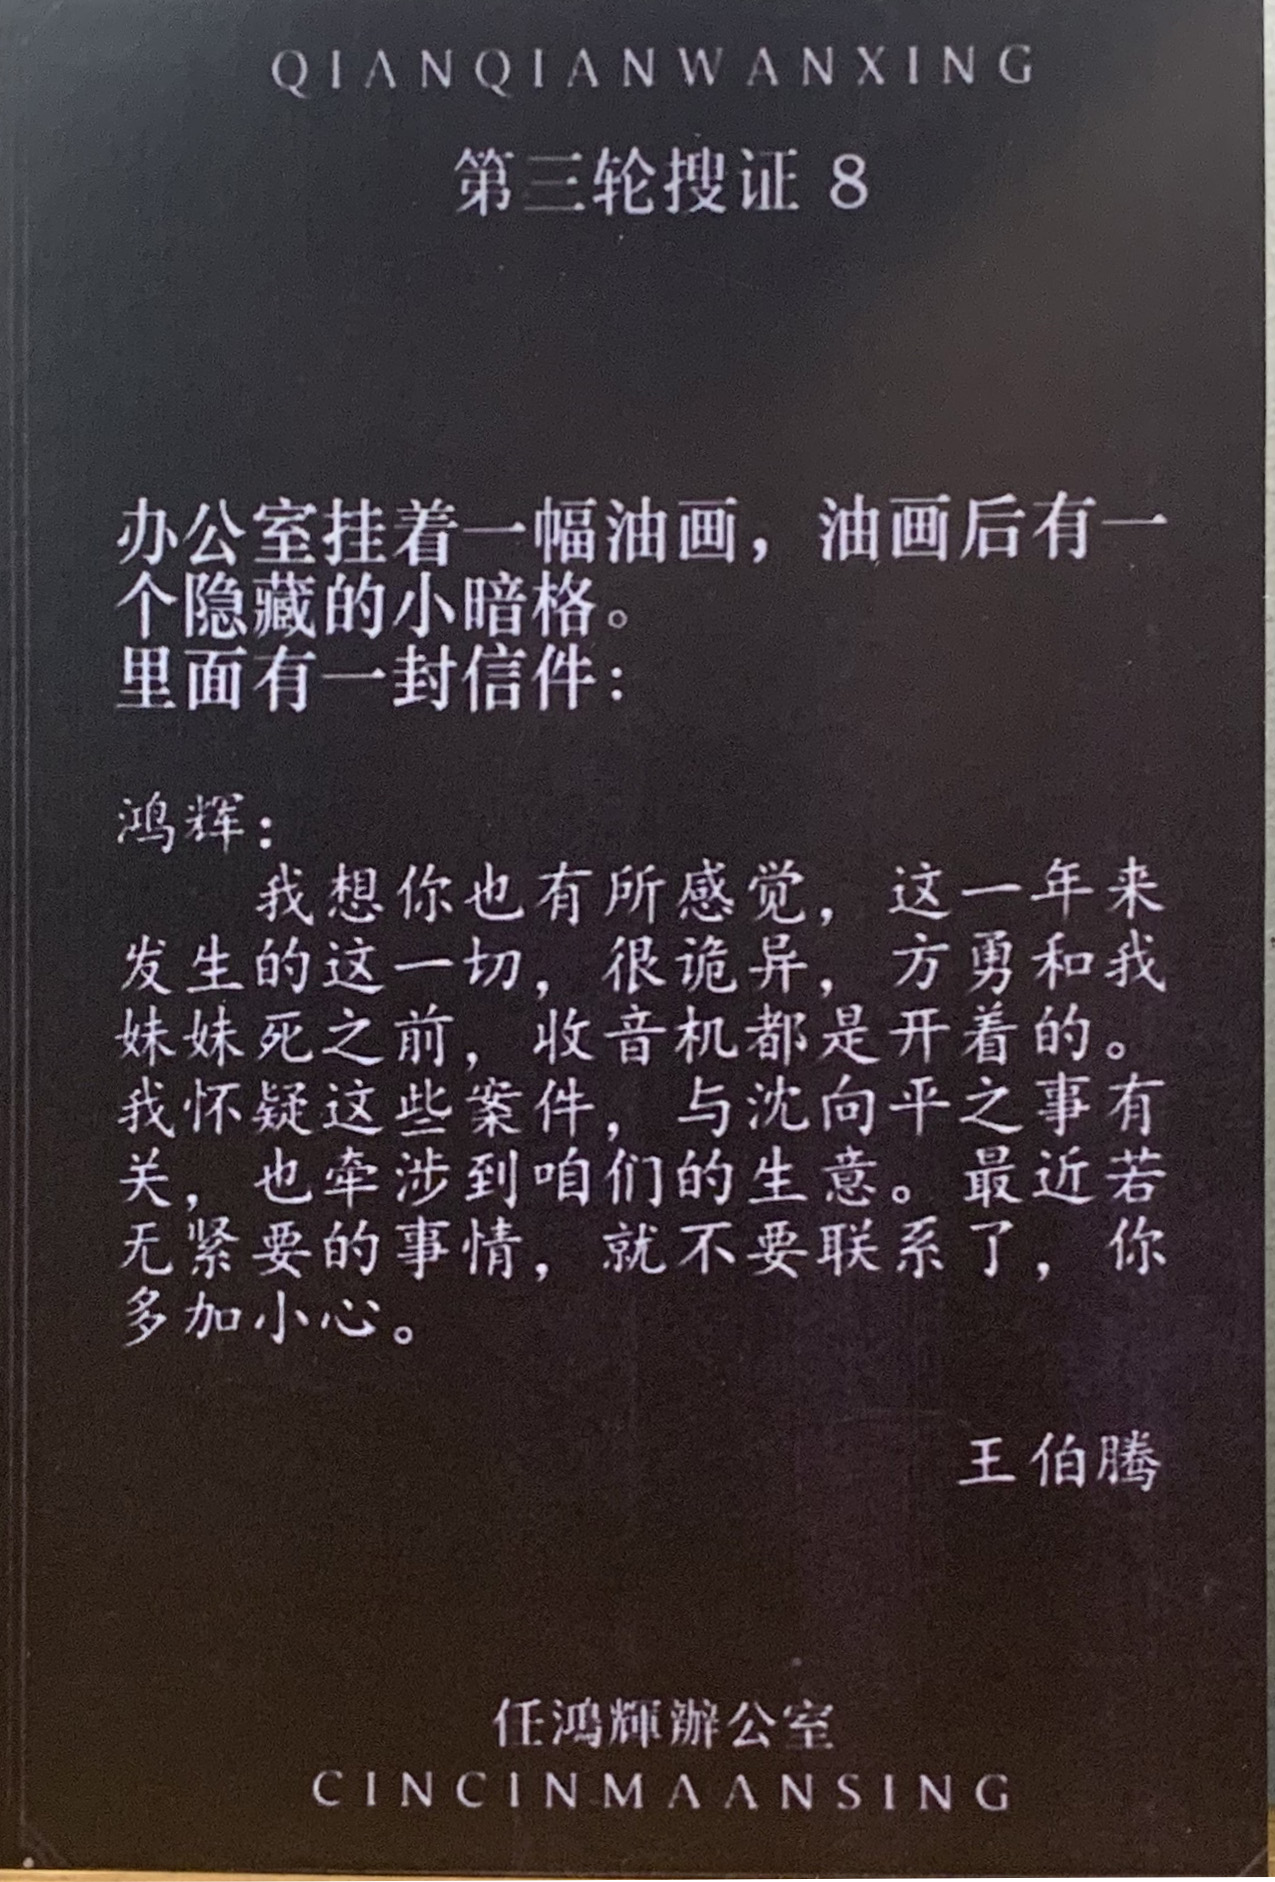 QIANQIANWANXING
第三轮搜证 8
办公室挂着一幅油画，油画后有一
个隐藏的小暗格。
里面有一封信件：
鸿辉：
我想你也有所感觉，这一年来
发生的这一切，很诡异，方勇和我
妹妹死之前，收音机都是开着的。
我怀疑这些案件，与沈向平之事有
关，也牵涉到咱们的生意。最近若
无紧要的事情，就不要联系了，你
多加小心。
王伯腾
任鴻輝辦公室
CINCINMAANSING